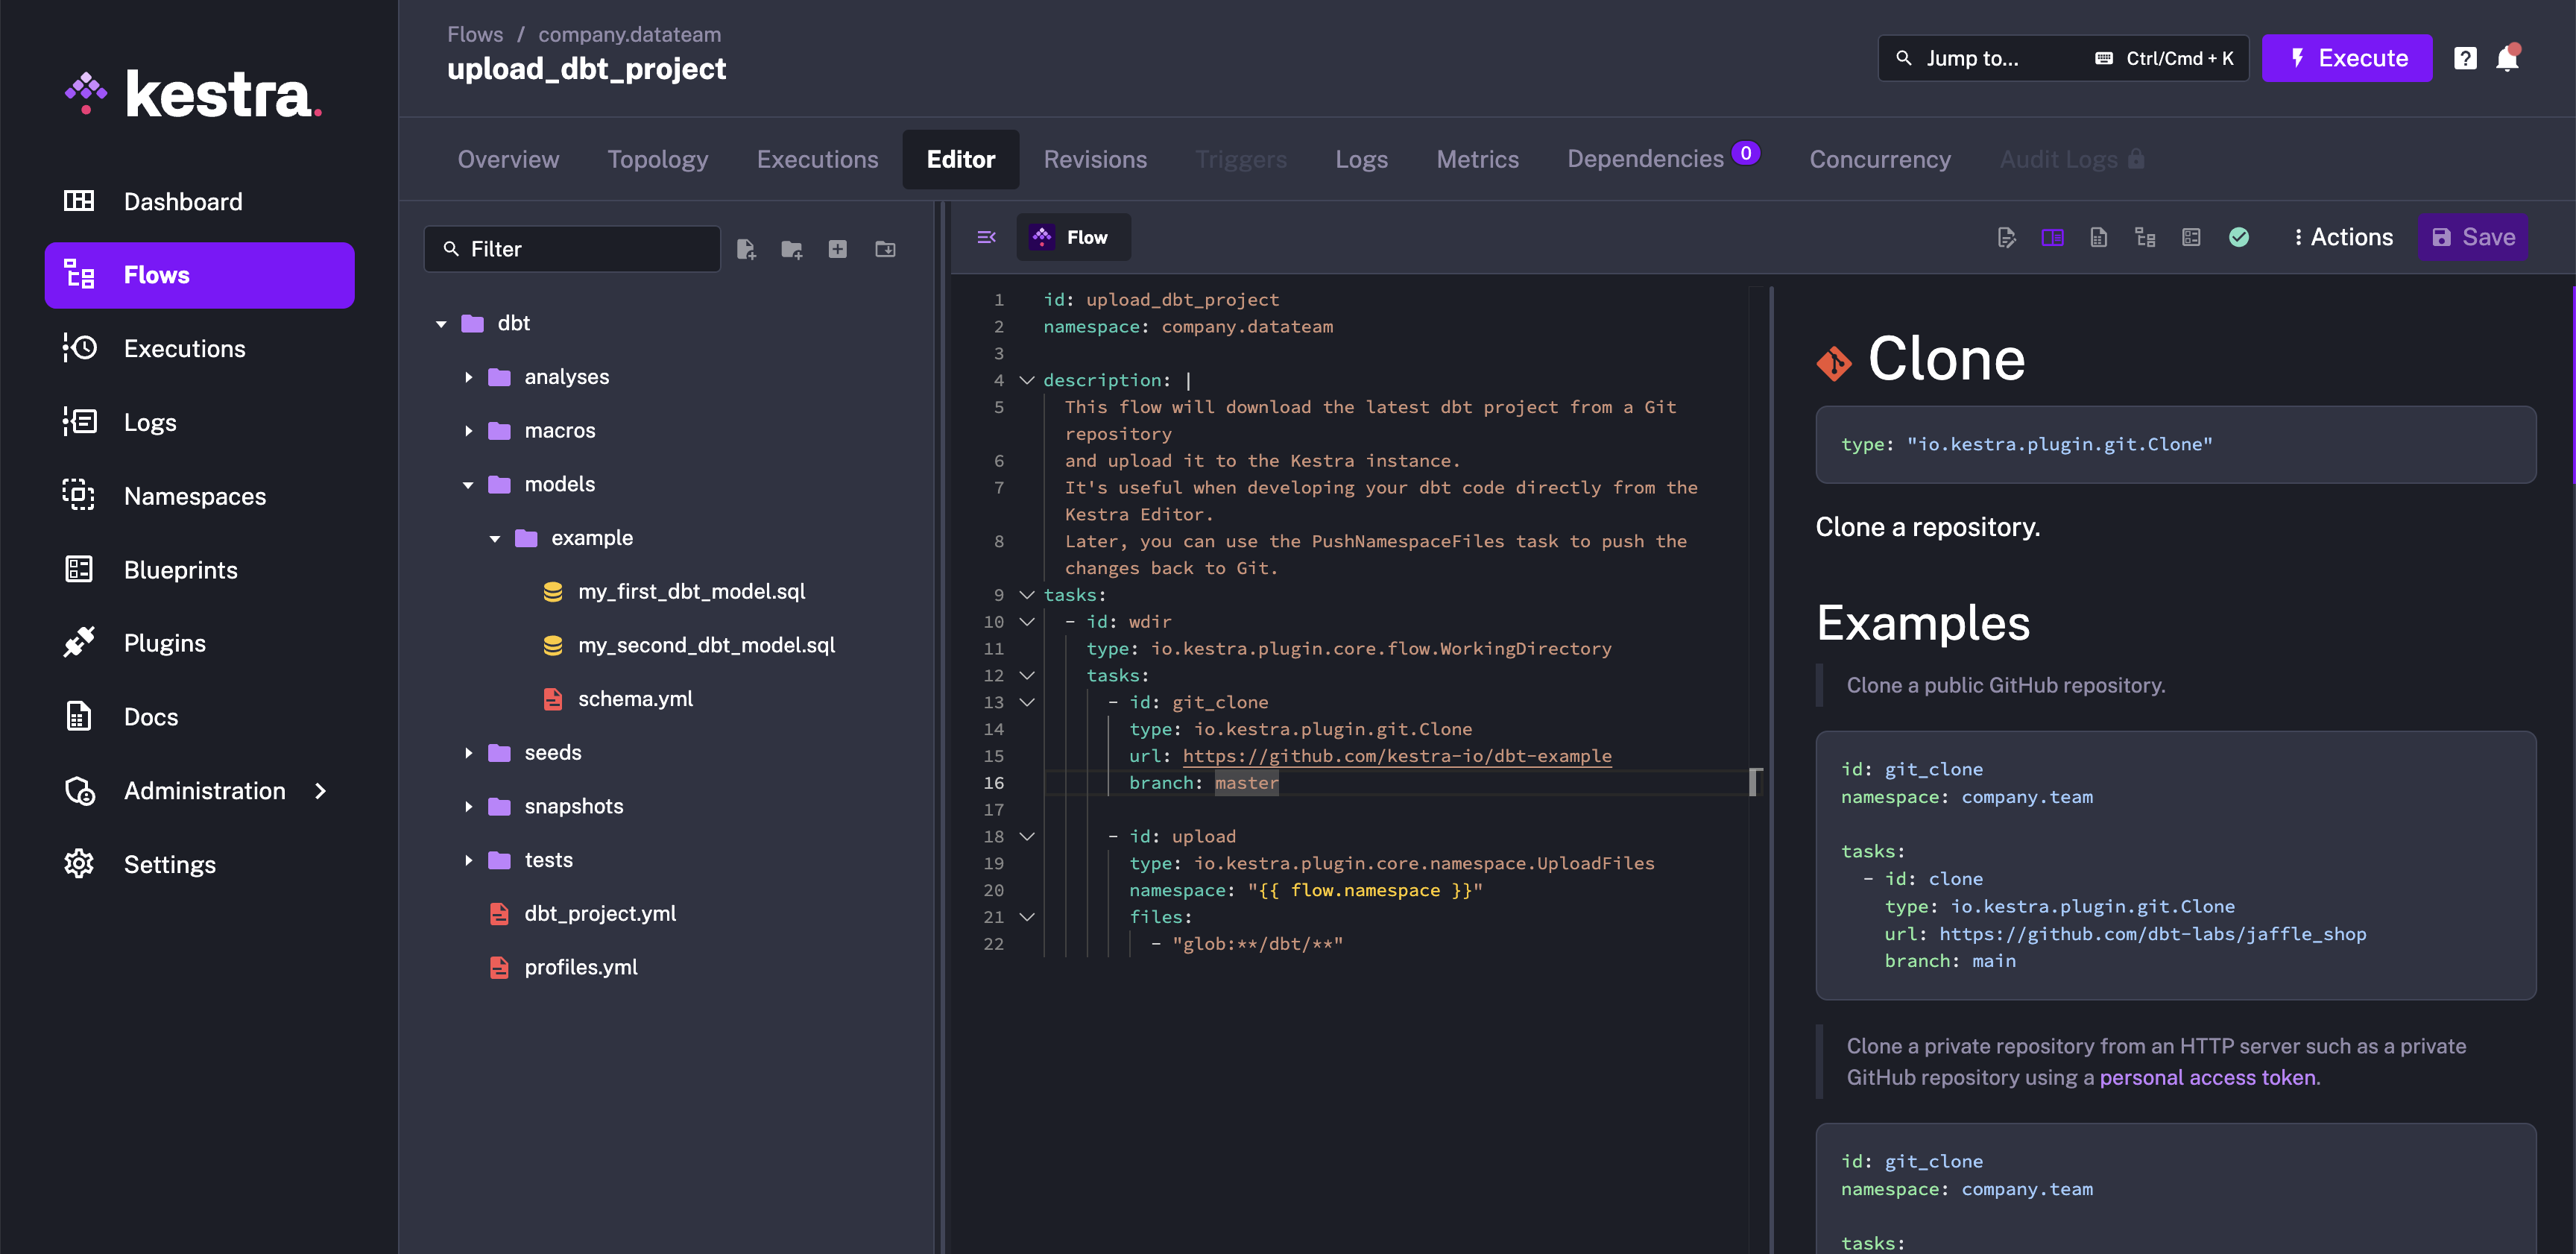 kestra.
Dashboard
Flows
Executions
Logs
Namespaces
Blueprints
Plugins
Docs
Administration
Settings
Flows / company.datateam
upload_dbt_project
Jump to... Ctrl/Cmd + K
Execute
Overview Topology Executions Editor Revisions Triggers Logs Metrics Dependencies 0 Concurrency Audit Logs
Filter
dbt
analyses
macros
models
example
my_first_dbt_model.sql
my_second_dbt_model.sql
schema.yml
seeds
snapshots
tests
dbt_project.yml
profiles.yml
Flow
Actions
Save
1 id: upload_dbt_project
2 namespace: company.datateam
3
4 description: |
5 This flow will download the latest dbt project from a Git
repository
6 and upload it to the Kestra instance.
7 It's useful when developing your dbt code directly from the
Kestra Editor.
8 Later, you can use the PushNamespaceFiles task to push the
changes back to Git.
9 tasks:
10 - id: wdir
11 type: io.kestra.plugin.core.flow.WorkingDirectory
12 tasks:
13 - id: git_clone
14 type: io.kestra.plugin.git.Clone
15 url: https://github.com/kestra-io/dbt-example
16 branch: master
17
18 - id: upload
19 type: io.kestra.plugin.core.namespace.UploadFiles
20 namespace: "{{ flow.namespace }}"
21 files:
22 - "glob:**/dbt/**"
Clone
type: "io.kestra.plugin.git.Clone"
Clone a repository.
Examples
Clone a public GitHub repository.
id: git_clone
namespace: company.team
tasks:
- id: clone
type: io.kestra.plugin.git.Clone
url: https://github.com/dbt-labs/jaffle_shop
branch: main
Clone a private repository from an HTTP server such as a private
GitHub repository using a personal access token.
id: git_clone
namespace: company.team
tasks: